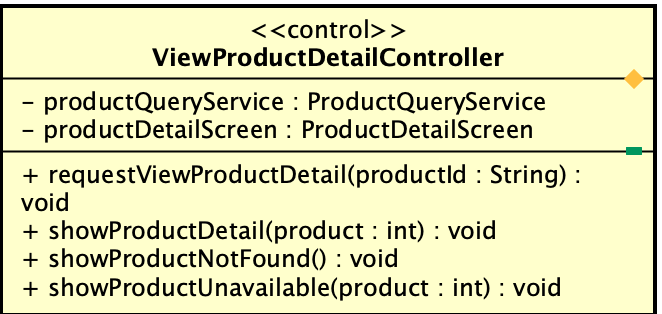 <<control>>
ViewProductDetailController
- productQueryService : ProductQueryService
- productDetailScreen : ProductDetailScreen
+ requestViewProductDetail(productId : String) :
void
+ showProductDetail(product : int) : void
+ showProductNotFound() : void
+ showProductUnavailable(product : int) : void